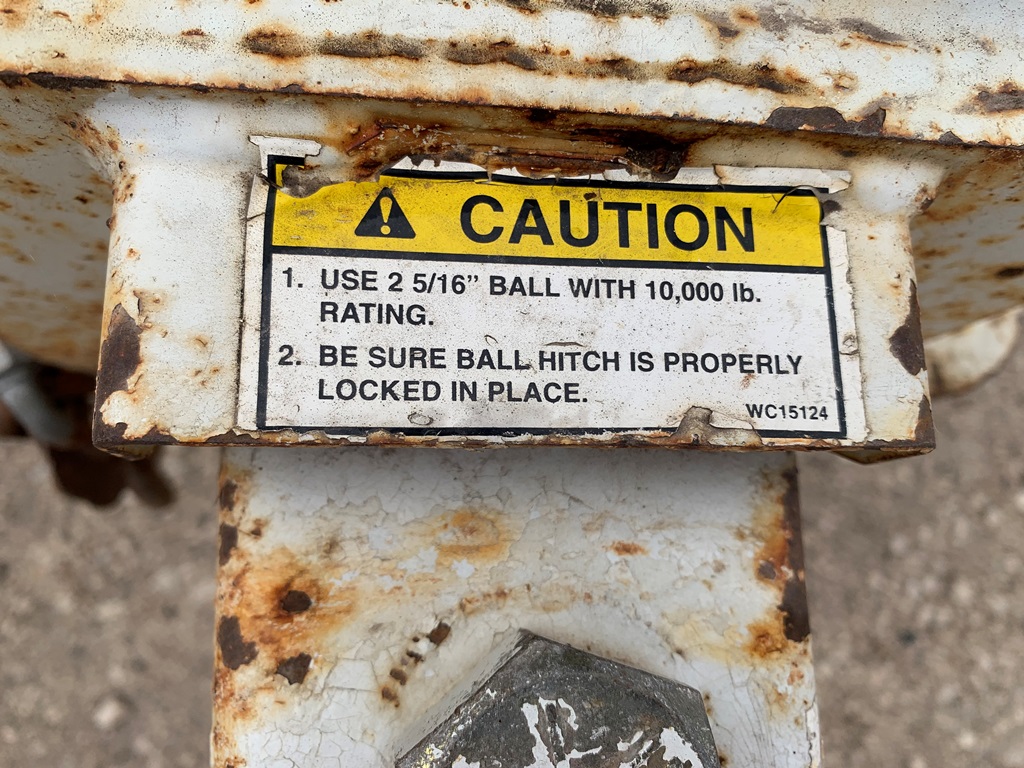 CAUTION
1. USE 2 5/16” BALL WITH 10,000 lb.
RATING.
2. BE SURE BALL HITCH IS PROPERLY
LOCKED IN PLACE.
WC15124